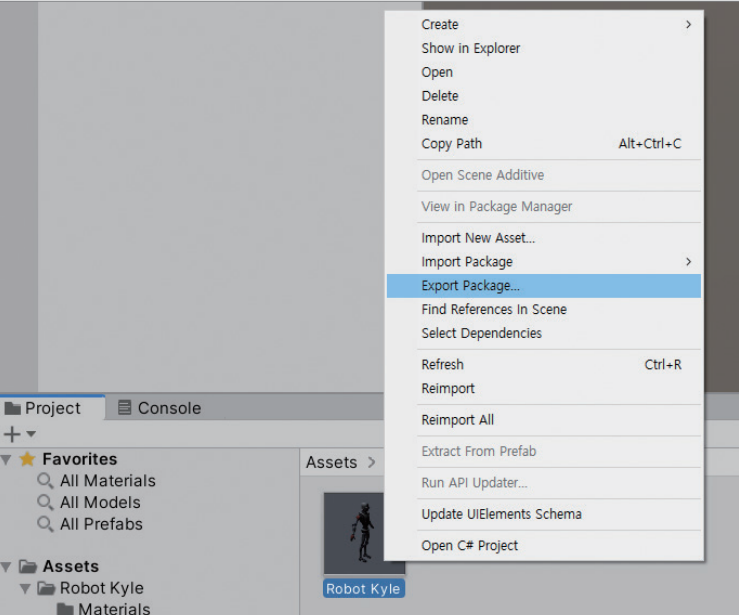 Create >
Show in Explorer
Open
Delete
Rename
Copy Path Alt+Ctrl+C
Open Scene Additive
View in Package Manager
Import New Asset...
Import Package >
Export Package...
Find References In Scene
Select Dependencies
Refresh Ctrl+R
Reimport
Reimport All
Extract From Prefab
Run API Updater...
Update UIElements Schema
Open C# Project
Project Console
Favorites
All Materials
All Models
All Prefabs
Assets
Robot Kyle
Materials
Assets >
Robot Kyle